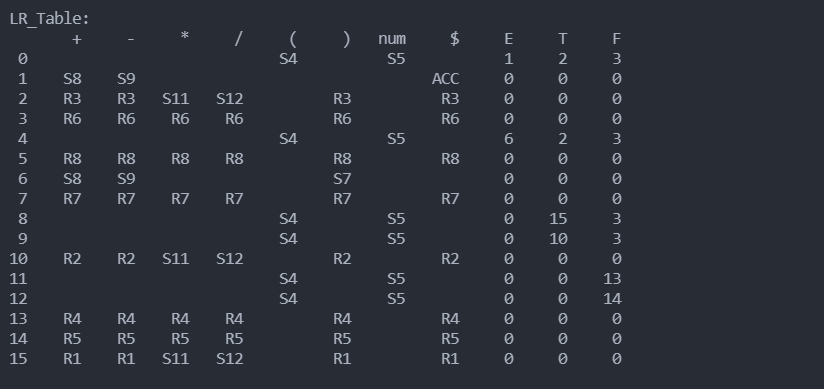 LR_Table:
+ - * / ( ) num $ E T F
0 S4 S5 1 2 3
1 S8 S9 ACC 0 0 0
2 R3 R3 S11 S12 R3 R3 0 0 0
3 R6 R6 R6 R6 R6 R6 0 0 0
4 S4 S5 6 2 3
5 R8 R8 R8 R8 R8 R8 0 0 0
6 S8 S9 S7 0 0 0
7 R7 R7 R7 R7 R7 R7 0 0 0
8 S4 S5 0 15 3
9 S4 S5 0 10 3
10 R2 R2 S11 S12 R2 R2 0 0 0
11 S4 S5 0 0 13
12 S4 S5 0 0 14
13 R4 R4 R4 R4 R4 R4 0 0 0
14 R5 R5 R5 R5 R5 R5 0 0 0
15 R1 R1 S11 S12 R1 R1 0 0 0